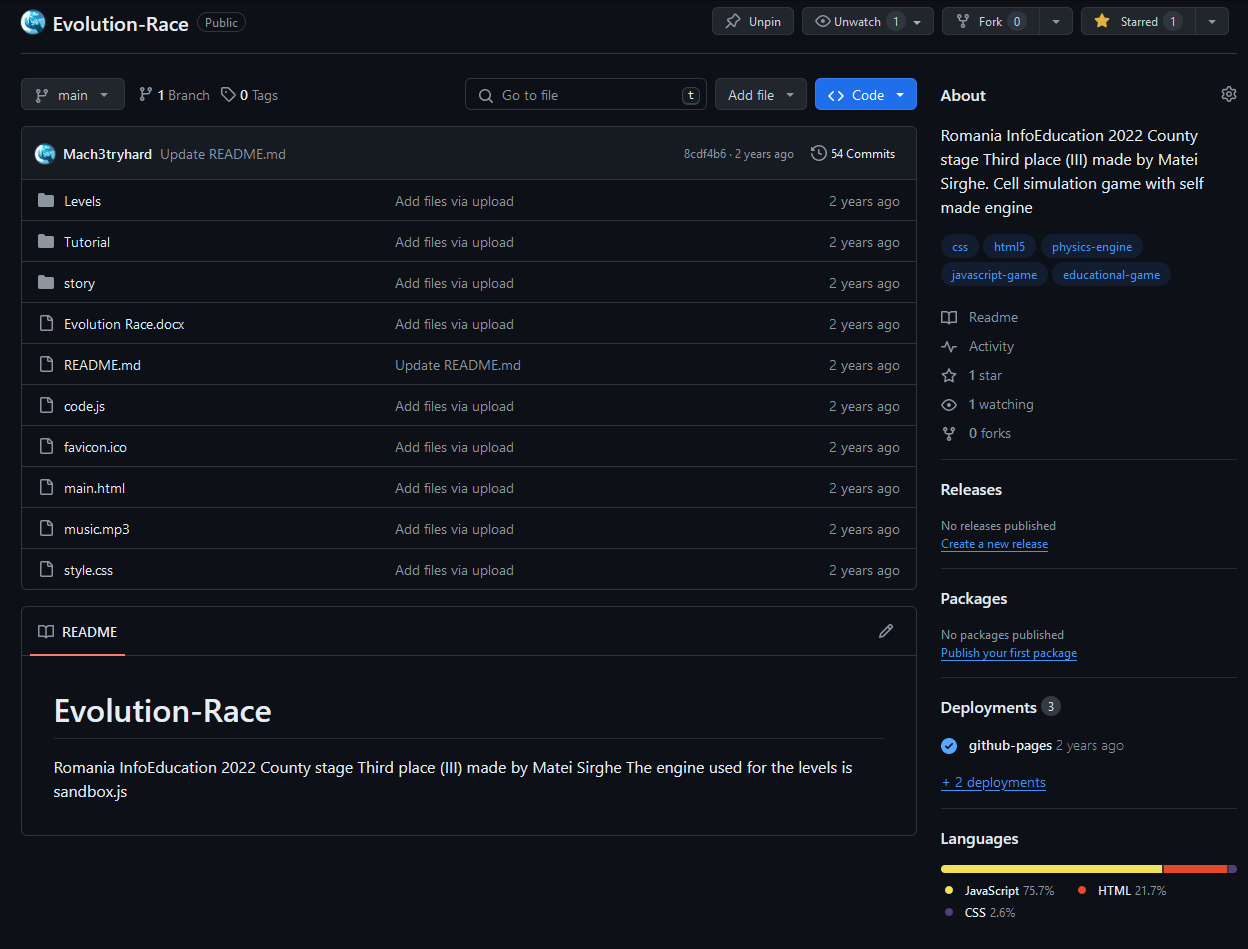 Evolution-Race Public Unpin Unwatch 1 Fork 0 Starred 1
main 1 Branch 0 Tags Go to file t Add file Code
Mach3tryhard Update README.md 8cdf4b6 · 2 years ago 54 Commits
Levels Add files via upload 2 years ago
Tutorial Add files via upload 2 years ago
story Add files via upload 2 years ago
Evolution Race.docx Add files via upload 2 years ago
README.md Update README.md 2 years ago
code.js Add files via upload 2 years ago
favicon.ico Add files via upload 2 years ago
main.html Add files via upload 2 years ago
music.mp3 Add files via upload 2 years ago
style.css Add files via upload 2 years ago
README
Evolution-Race
Romania InfoEducation 2022 County stage Third place (III) made by Matei Sirghe The engine used for the levels is
sandbox.js
About
Romania InfoEducation 2022 County
stage Third place (III) made by Matei
Sirghe. Cell simulation game with self
made engine
css html5 physics-engine
javascript-game educational-game
Readme
Activity
1 star
1 watching
0 forks
Releases
No releases published
Create a new release
Packages
No packages published
Publish your first package
Deployments 3
github-pages 2 years ago
+ 2 deployments
Languages
JavaScript 75.7% HTML 21.7%
CSS 2.6%